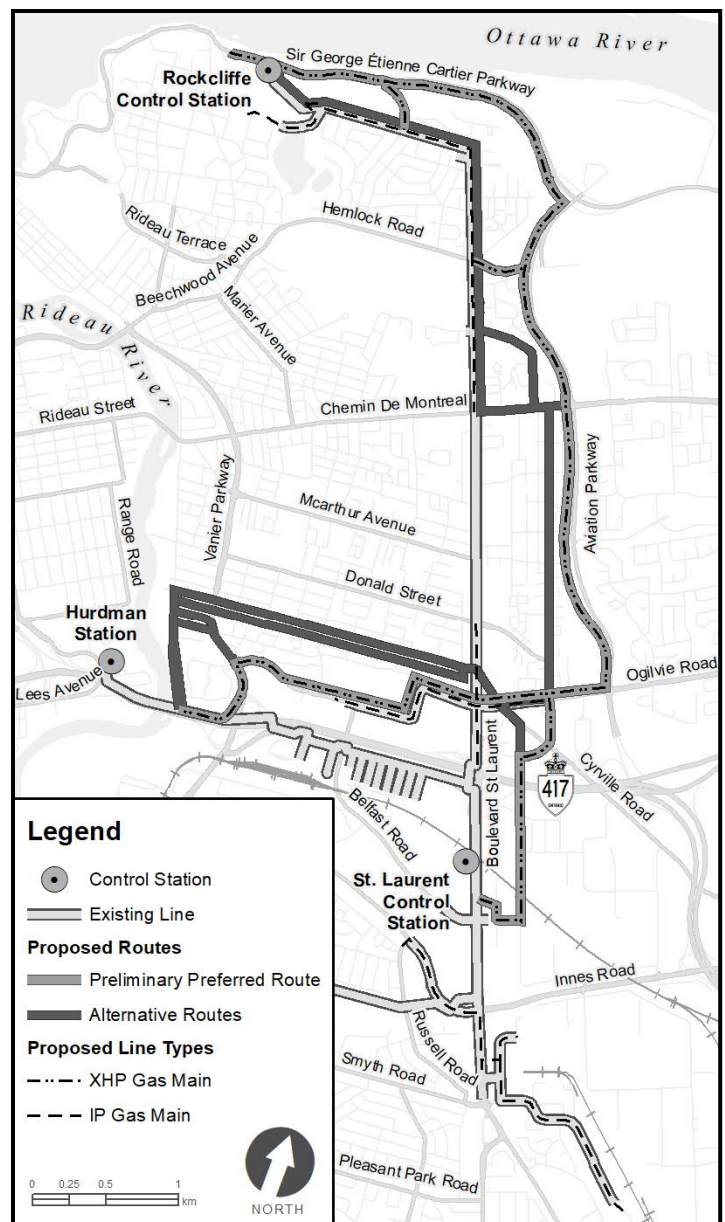 Ottawa River
Sir George Étienne Cartier Parkway
Rockcliffe
Control Station
Hemlock Road
Rideau Terrace
Beechwood Avenue
Marier Avenue
Rideau River
Rideau Street
Chemin De Montreal
Vanier Parkway
Range Road
Mcarthur Avenue
Aviation Parkway
Donald Street
Hurdman
Station
Lees Avenue
Ogilvie Road
Boulevard St Laurent
Cyrville Road
417
ONTARIO
Belfast Road
St. Laurent
Control
Station
Innes Road
Russell Road
Smyth Road
Pleasant Park Road
Legend
Control Station
Existing Line
Proposed Routes
Preliminary Preferred Route
Alternative Routes
Proposed Line Types
XHP Gas Main
IP Gas Main
0 0.25 0.5 1
km
NORTH